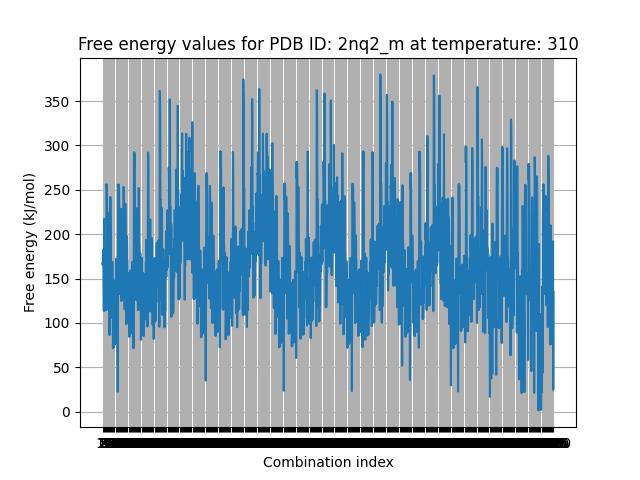 Free energy values for PDB ID: 2nq2_m at temperature: 310
350
300
250
200
150
100
50
0
Free energy (kJ/mol)
Combination index